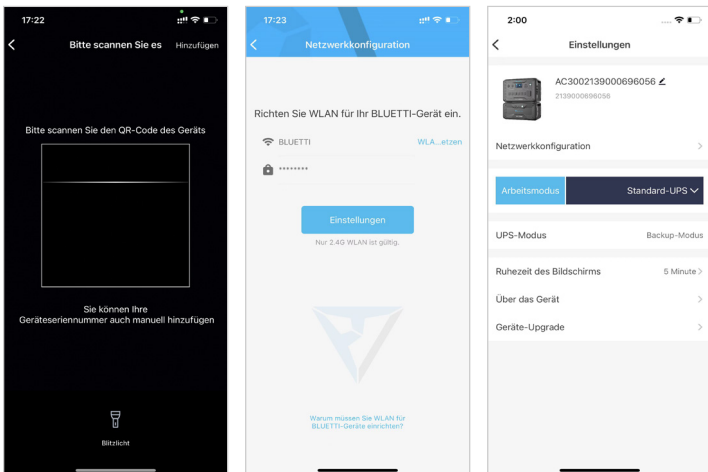 17:22
Bitte scannen Sie es
Hinzufügen
Bitte scannen Sie den QR-Code des Geräts
Sie können Ihre
Geräteseriennummer auch manuell hinzufügen
Blitzlicht
17:23
Netzwerkkonfiguration
Richten Sie WLAN für Ihr BLUETTI-Gerät ein.
BLUETTI
WLA...etzen
********
Einstellungen
Nur 2.4G WLAN ist gültig.
Warum müssen Sie WLAN für
BLUETTI-Geräte einrichten?
2:00
Einstellungen
AC3002139000696056
2139000696056
Netzwerkkonfiguration
Arbeitsmodus
Standard-UPS
UPS-Modus
Backup-Modus
Ruhezeit des Bildschirms
5 Minute
Über das Gerät
Geräte-Upgrade